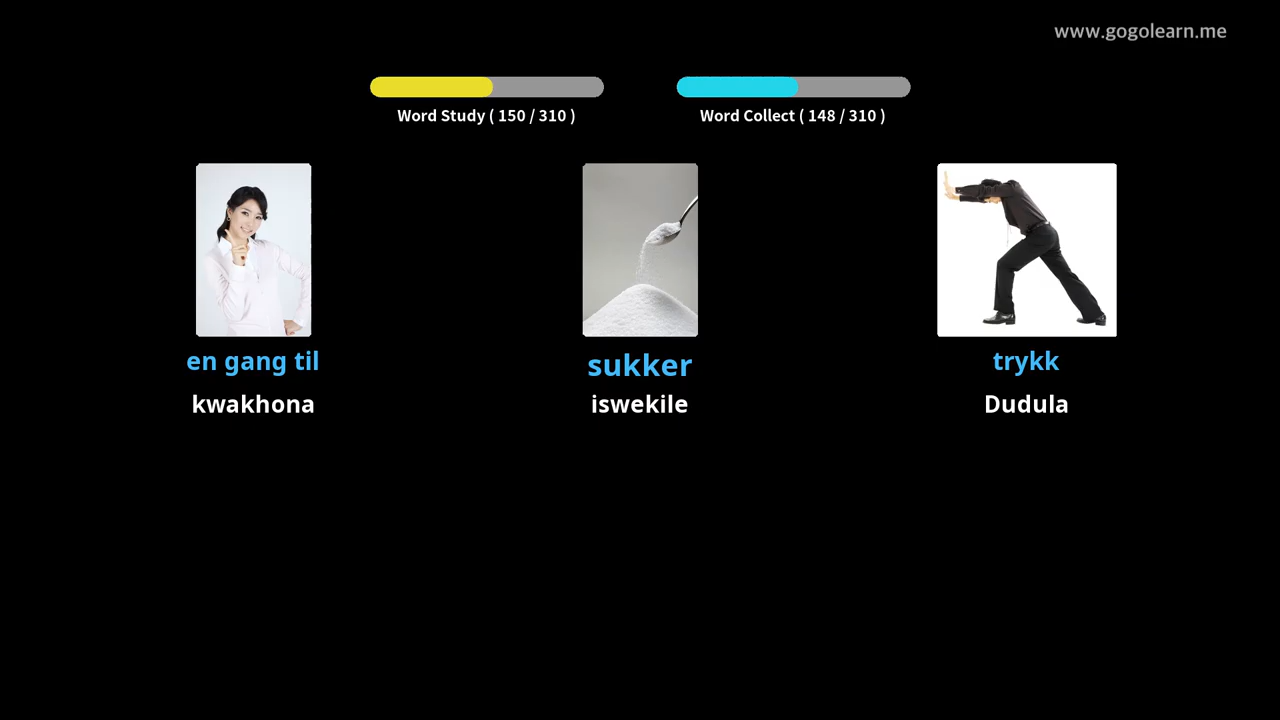 www.gogolearn.me
Word Study ( 150 / 310 )
Word Collect ( 148 / 310 )
en gang til
sukker
trykk
kwakhona
iswekile
Dudula